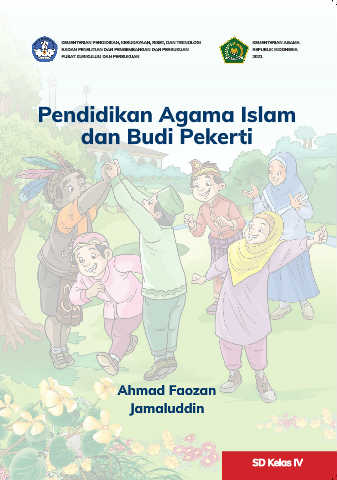 KEMENTERIAN PENDIDIKAN, KEBUDAYAAN, RISET, DAN TEKNOLOGI
BADAN PENELITIAN DAN PENGEMBANGAN DAN PERBUKUAN
PUSAT KURIKULUM DAN PERBUKUAN
KEMENTERIAN AGAMA
REPUBLIK INDONESIA
2021
Pendidikan Agama Islam
dan Budi Pekerti
Ahmad Faozan
Jamaluddin
SD Kelas IV